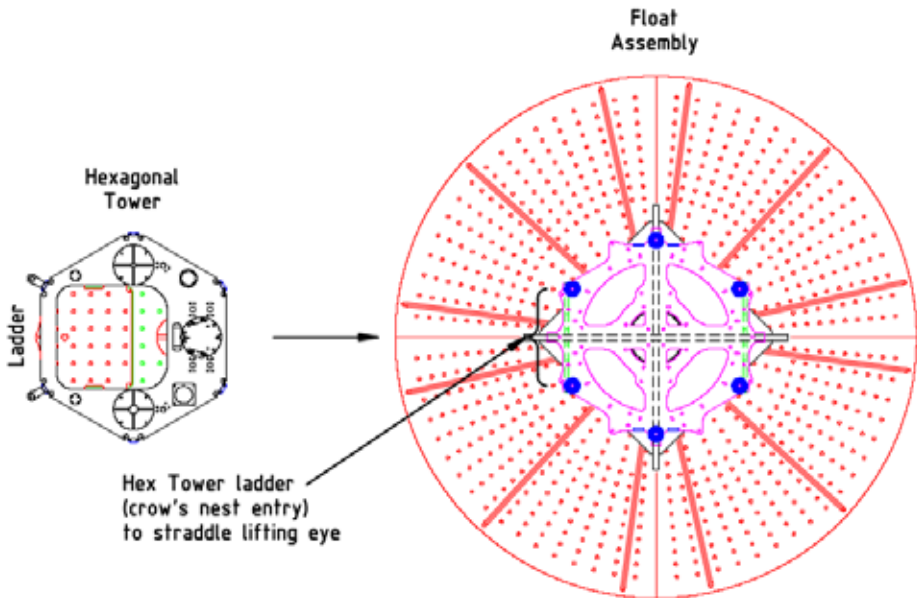 Float
Assembly
Hexagonal
Tower
Ladder
Hex Tower ladder
(crow's nest entry)
to straddle lifting eye